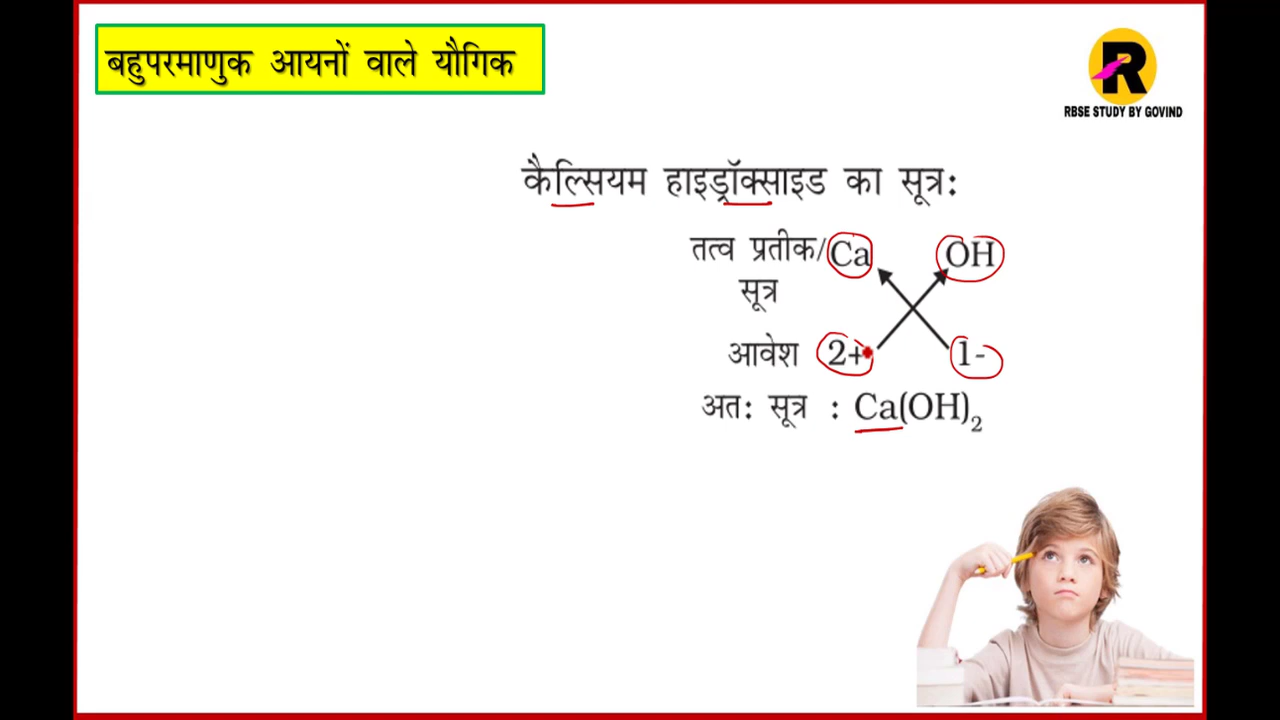 बहुपरमाणुक आयनों वाले यौगिक
R
RBSE STUDY BY GOVIND
कैल्सियम हाइड्रॉक्साइड का सूत्र:
तत्व प्रतीक/ Ca OH
सूत्र
आवेश 2+ 1-
अत: सूत्र : Ca(OH)₂